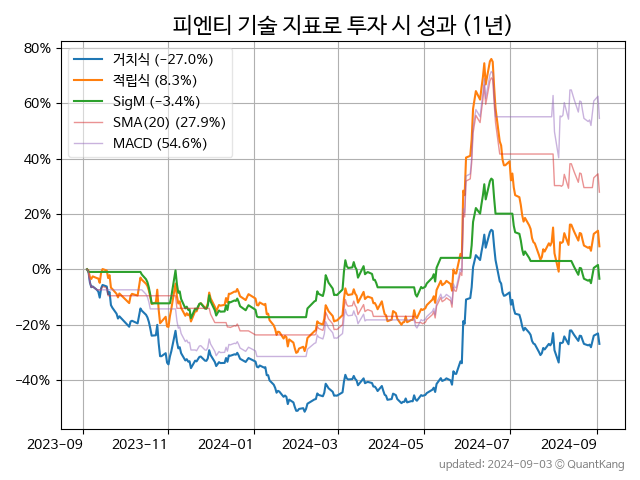 피엔티 기술 지표로 투자 시 성과 (1년)
80%
60%
40%
20%
0%
−20%
−40%
거치식 (-27.0%)
적립식 (8.3%)
SigM (-3.4%)
SMA(20) (27.9%)
MACD (54.6%)
2023-09
2023-11
2024-01
2024-03
2024-05
2024-07
2024-09
updated: 2024-09-03 © QuantKang